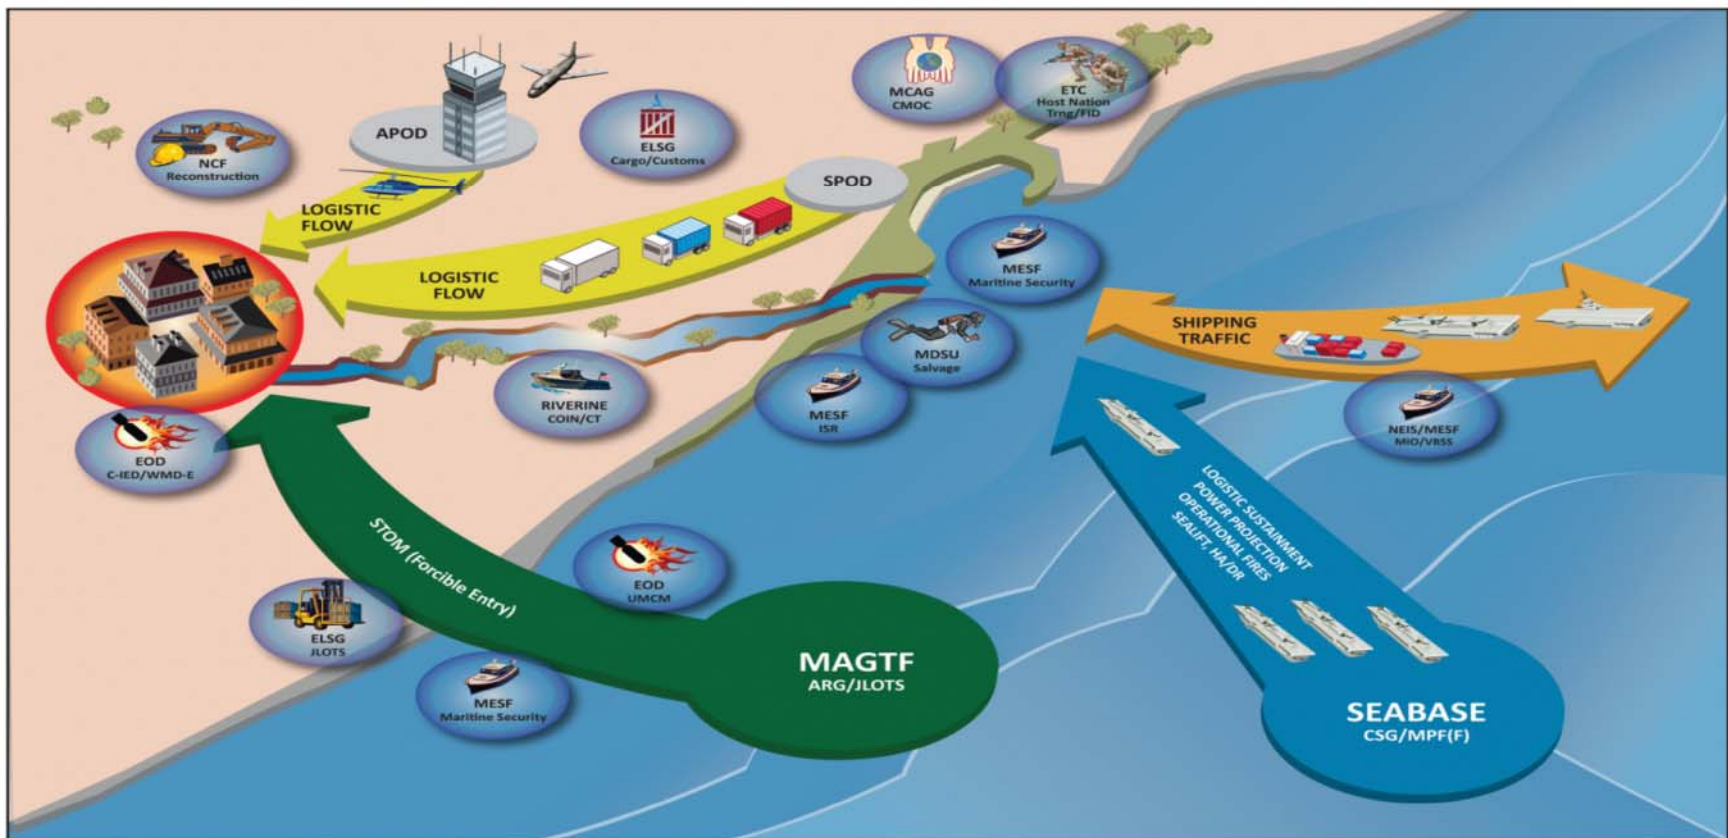 MCAG
CMOC
ETC
Host Nation
Trng/FID
APOD
ELSG
Cargo/Customs
NCF
Reconstruction
SPOD
LOGISTIC
FLOW
LOGISTIC
FLOW
MESF
Maritine Security
SHIPPING
TRAFFIC
MDSU
Salvage
RIVERINE
COIN/CT
MESF
ISR
NEIS/MESF
MIO/VBSS
EOD
C-IED/WMD-E
LOGISTIC SUSTAINMENT
POWER PROJECTION
OPERATIONAL FIRES
SEALIFT, HA/DR
STOM (Forcible Entry)
EOD
UMCM
ELSG
JLOTS
MAGTF
ARG/JLOTS
MESF
Maritime Security
SEABASE
CSG/MPF(F)